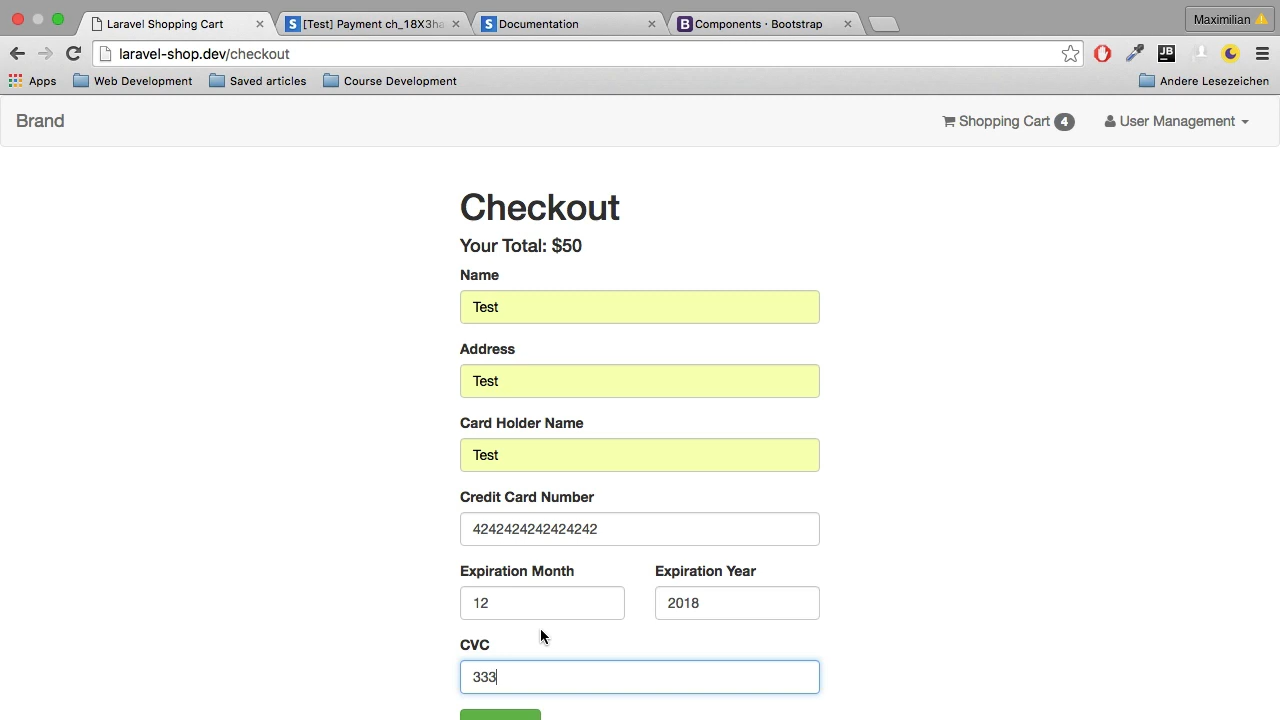 Laravel Shopping Cart
[Test] Payment ch_18X3ha
Documentation
Components · Bootstrap
Maximilian
laravel-shop.dev/checkout
JB
Apps
Web Development
Saved articles
Course Development
Andere Lesezeichen
Brand
Shopping Cart 4
User Management
Checkout
Your Total: $50
Name
Test
Address
Test
Card Holder Name
Test
Credit Card Number
4242424242424242
Expiration Month Expiration Year
12 2018
CVC
333